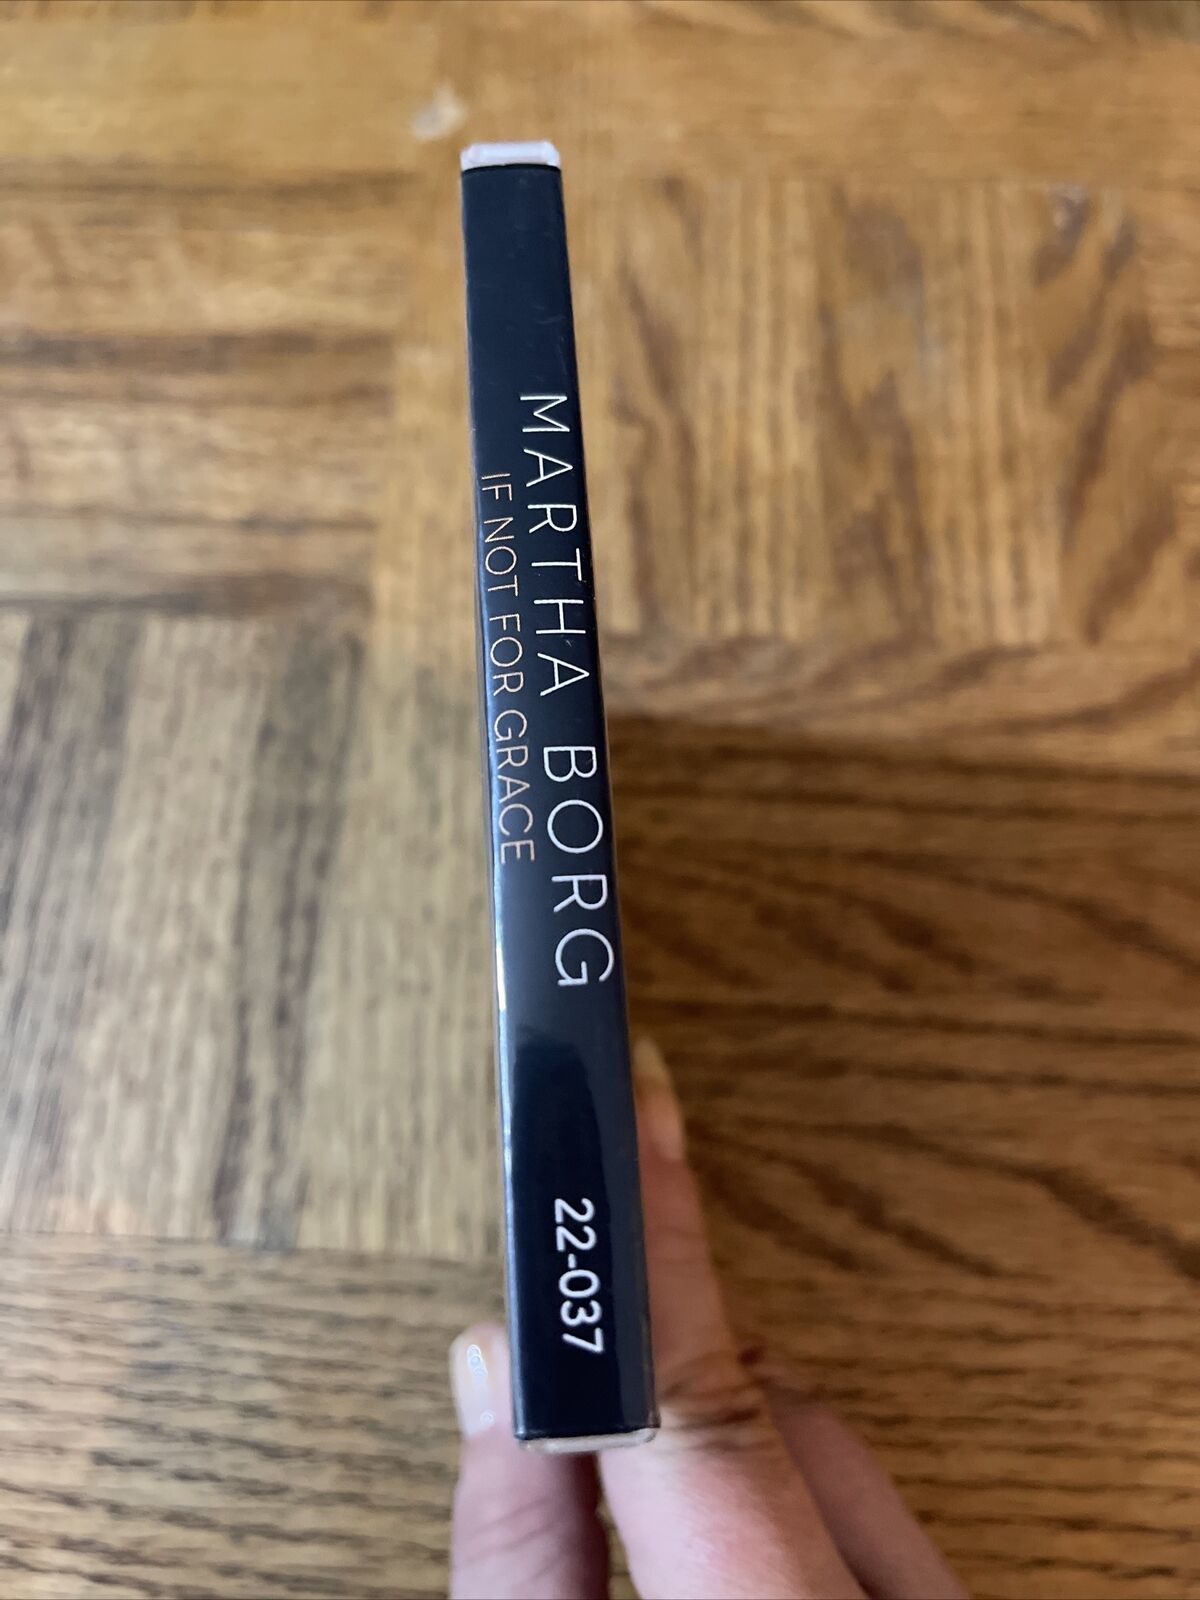 MARTHA BORG
IF NOT FOR GRACE
22-037